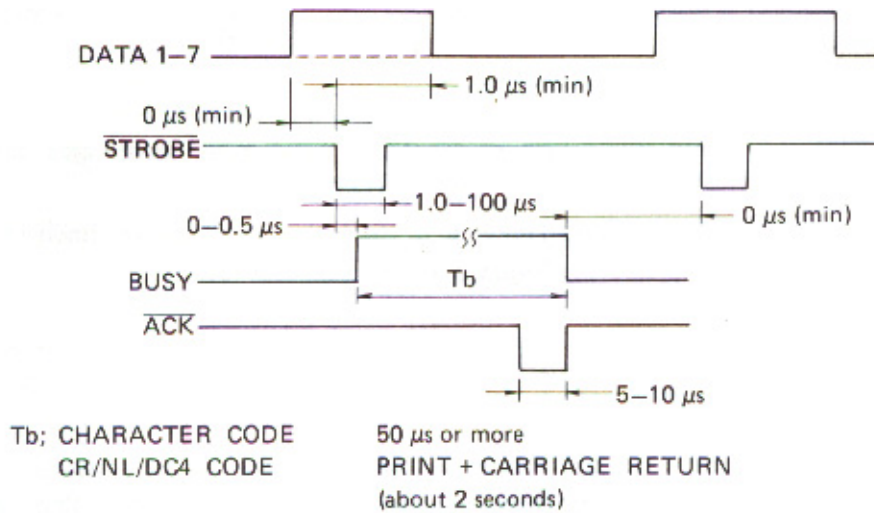 DATA 1–7
1.0 µs (min)
0 µs (min)
STROBE
1.0–100 µs
0–0.5 µs
0 µs (min)
BUSY
Tb
ACK
5–10 µs
Tb; CHARACTER CODE 50 µs or more
CR/NL/DC4 CODE PRINT + CARRIAGE RETURN
(about 2 seconds)